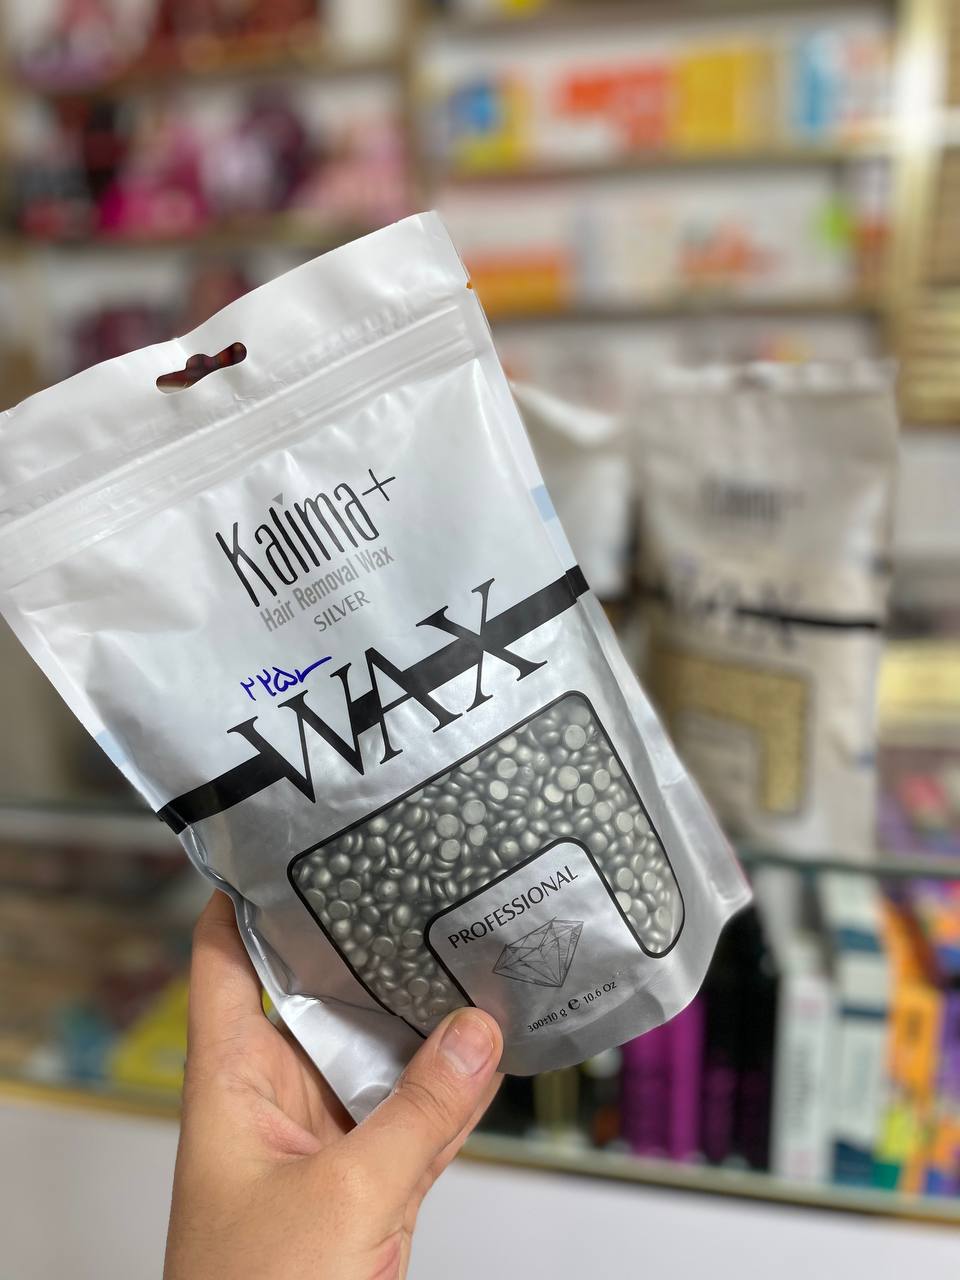 Kalima+
Hair Removal Wax
SILVER
۲۲۵
WAX
PROFESSIONAL
300±10 g e 10.6 Oz